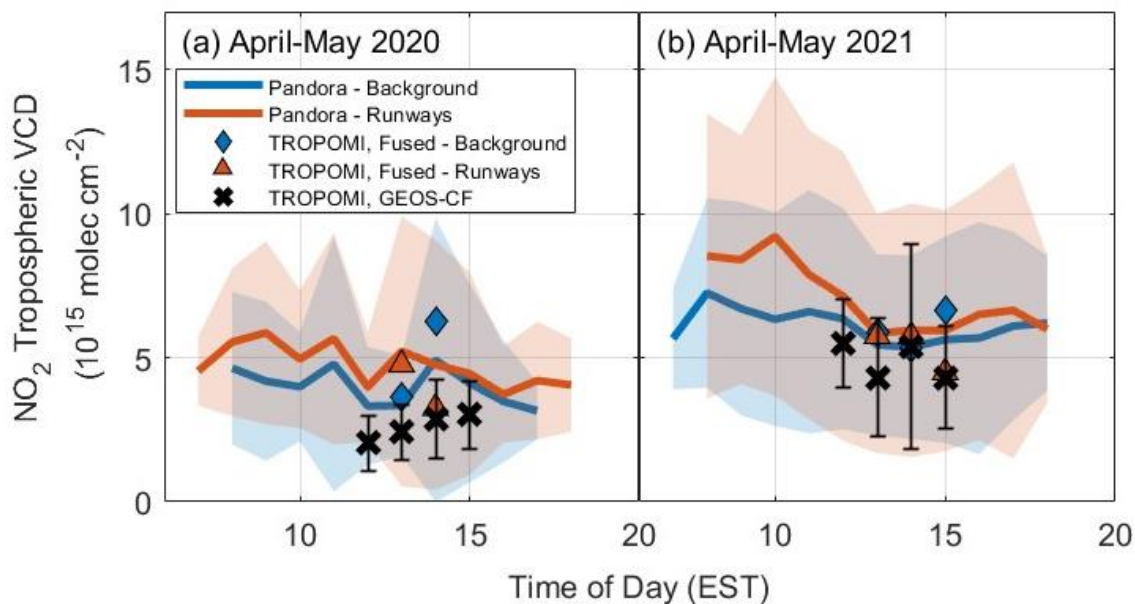 (a) April-May 2020
(b) April-May 2021
Pandora - Background
Pandora - Runways
TROPOMI, Fused - Background
TROPOMI, Fused - Runways
TROPOMI, GEOS-CF
NO2 Tropospheric VCD
(10^15 molec cm^-2)
15
10
5
0
10
15
20
10
15
20
Time of Day (EST)